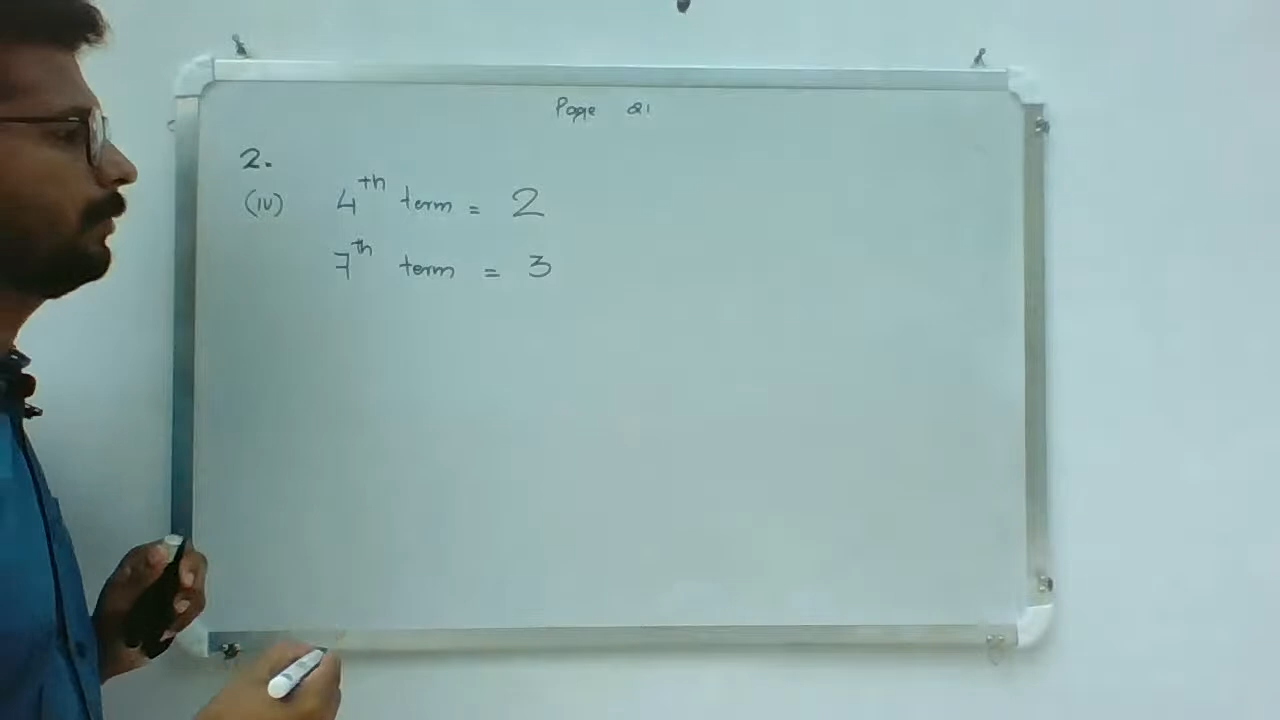 Page 21
2.
(iv) 4th term = 2
7th term = 3